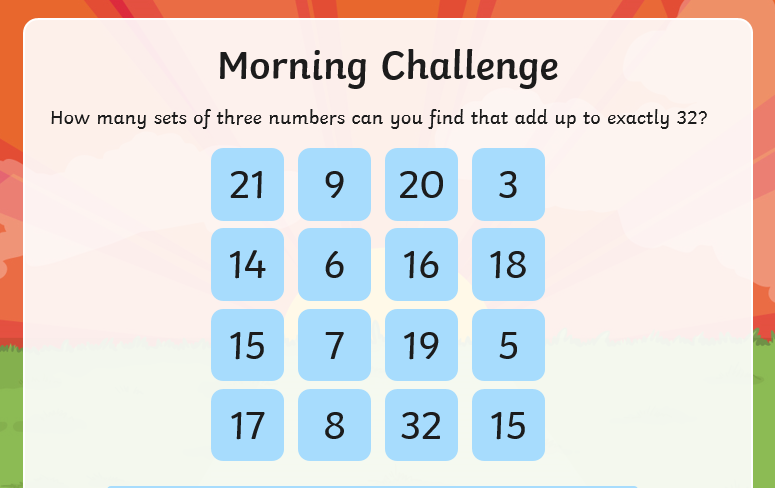 Morning Challenge
How many sets of three numbers can you find that add up to exactly 32?
21 9 20 3
14 6 16 18
15 7 19 5
17 8 32 15